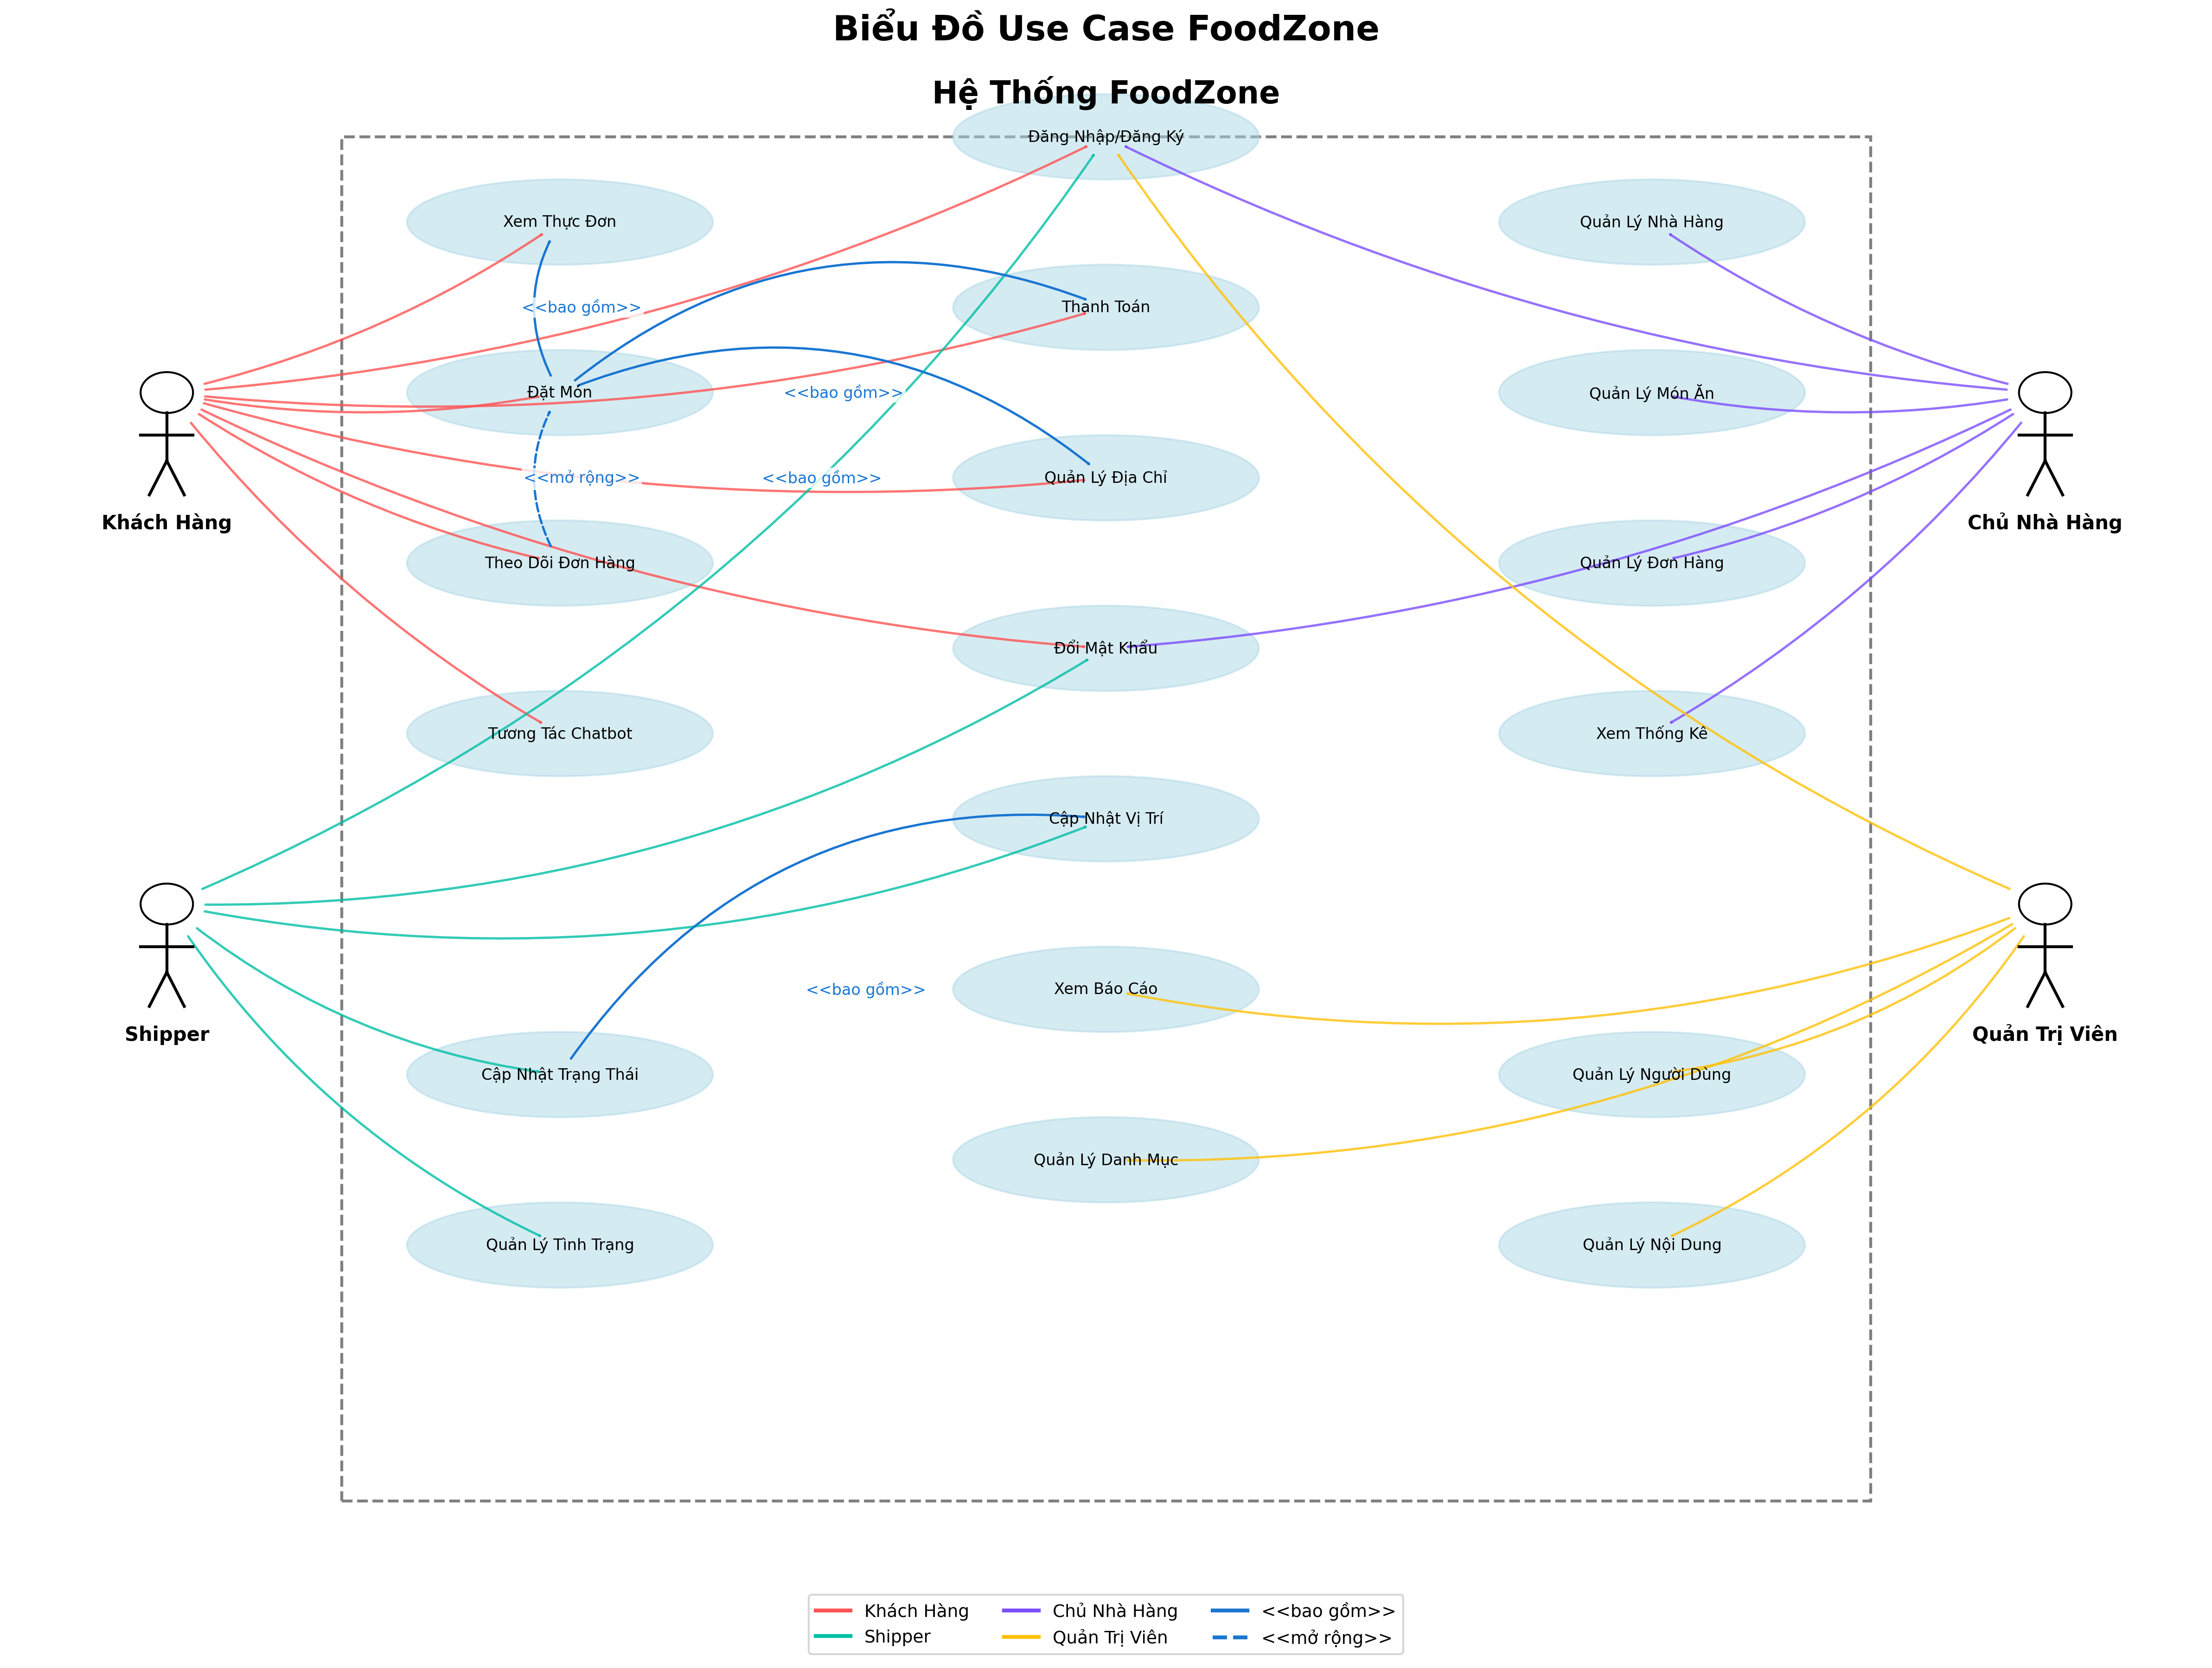 Biểu Đồ Use Case FoodZone
Hệ Thống FoodZone
Đăng Nhập/Đăng Ký
Xem Thực Đơn
Quản Lý Nhà Hàng
<<bao gồm>>
Thanh Toán
Đặt Món
<<bao gồm>>
Quản Lý Món Ăn
<<mở rộng>>
<<bao gồm>>
Quản Lý Địa Chỉ
Khách Hàng
Chủ Nhà Hàng
Theo Dõi Đơn Hàng
Quản Lý Đơn Hàng
Đổi Mật Khẩu
Tương Tác Chatbot
Xem Thống Kê
Cập Nhật Vị Trí
<<bao gồm>>
Xem Báo Cáo
Shipper
Quản Trị Viên
Cập Nhật Trạng Thái
Quản Lý Người Dùng
Quản Lý Danh Mục
Quản Lý Tình Trạng
Quản Lý Nội Dung
Khách Hàng
Shipper
Chủ Nhà Hàng
Quản Trị Viên
<<bao gồm>>
<<mở rộng>>